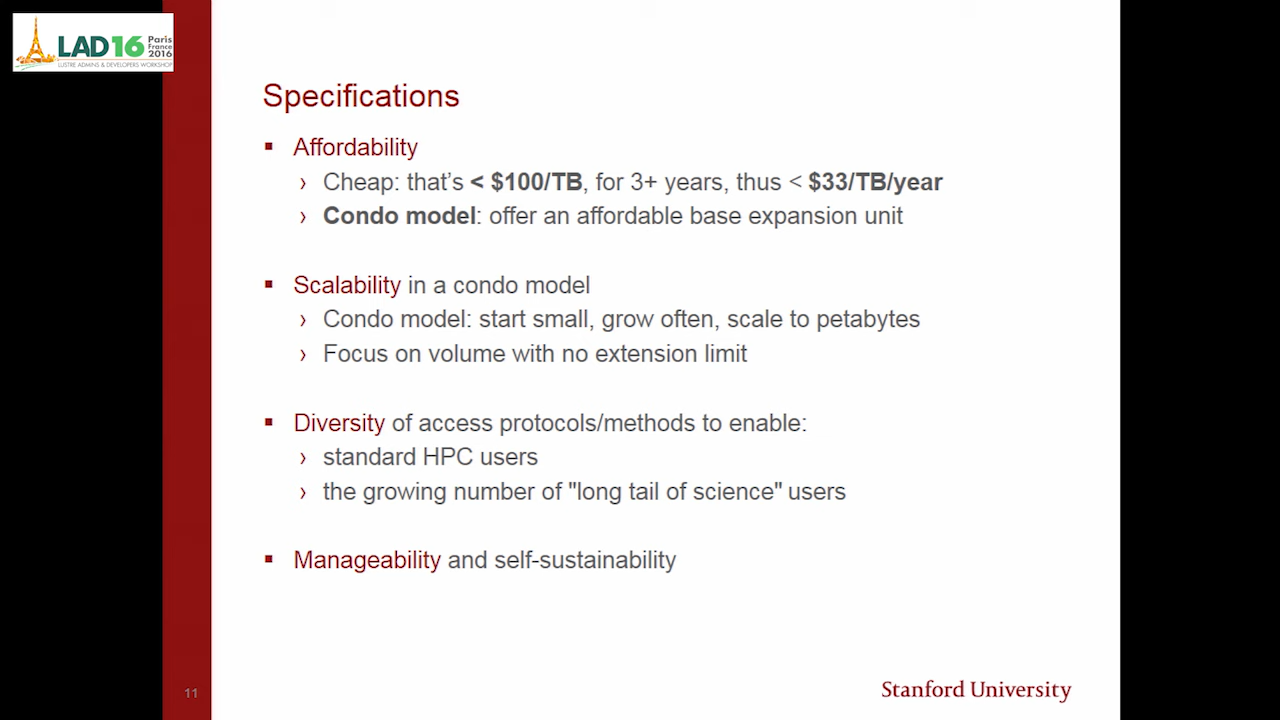 LAD16 Paris France 2016
LUSTRE ADMINS & DEVELOPERS WORKSHOP
Specifications
▪ Affordability
› Cheap: that’s < $100/TB, for 3+ years, thus < $33/TB/year
› Condo model: offer an affordable base expansion unit
▪ Scalability in a condo model
› Condo model: start small, grow often, scale to petabytes
› Focus on volume with no extension limit
▪ Diversity of access protocols/methods to enable:
› standard HPC users
› the growing number of "long tail of science" users
▪ Manageability and self-sustainability
11
Stanford University